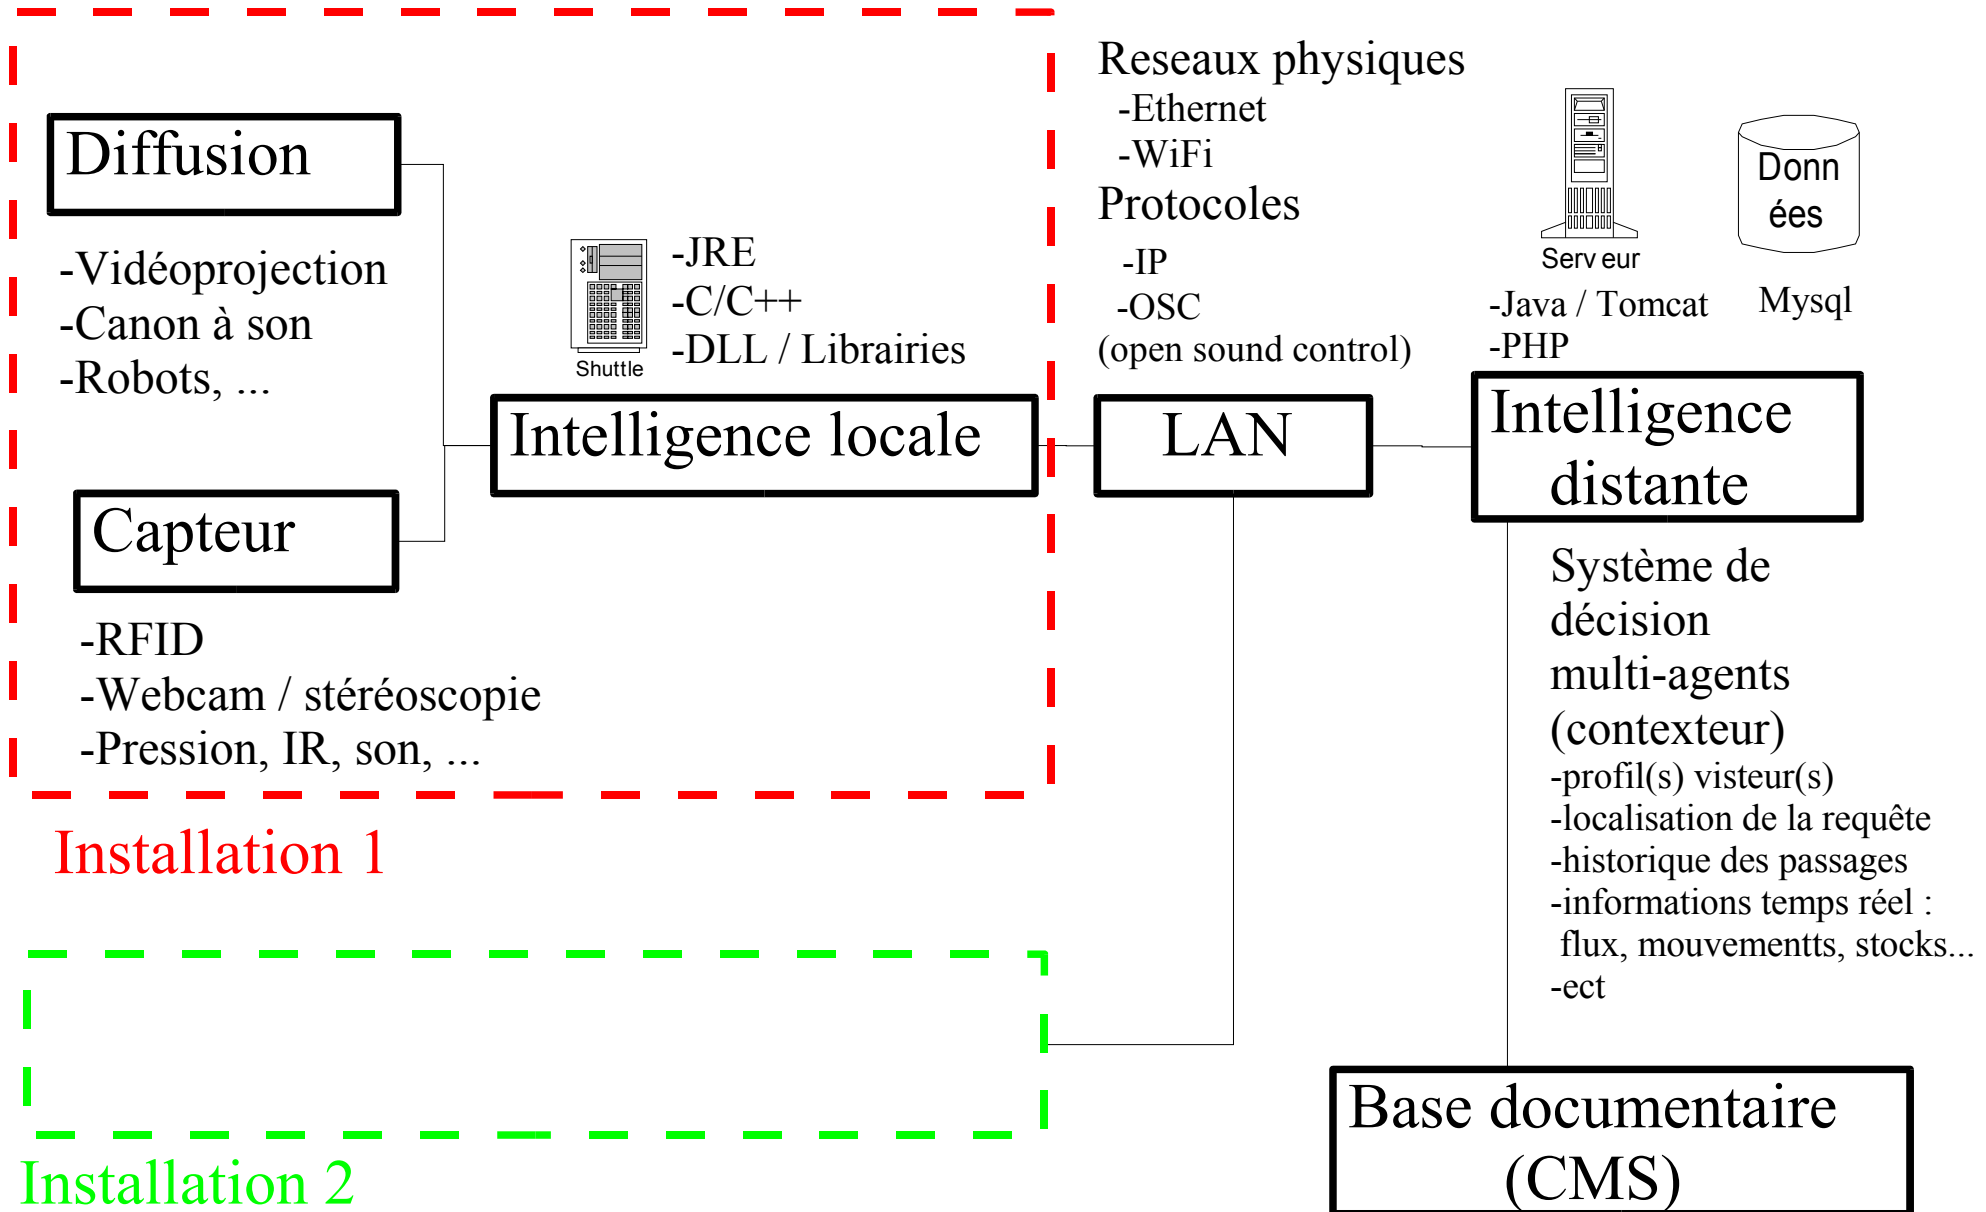 Diffusion
-Vidéoprojection
-Canon à son
-Robots, ...
Capteur
-RFID
-Webcam / stéréoscopie
-Pression, IR, son, ...
Shuttle
-JRE
-C/C++
-DLL / Librairies
Intelligence locale
Installation 1
Installation 2
Reseaux physiques
-Ethernet
-WiFi
Protocoles
-IP
-OSC
(open sound control)
LAN
Serv eur
-Java / Tomcat
-PHP
Donn
ées
Mysql
Intelligence
distante
Système de
décision
multi-agents
(contexteur)
-profil(s) visteur(s)
-localisation de la requête
-historique des passages
-informations temps réel :
flux, mouvementts, stocks...
-ect
Base documentaire
(CMS)